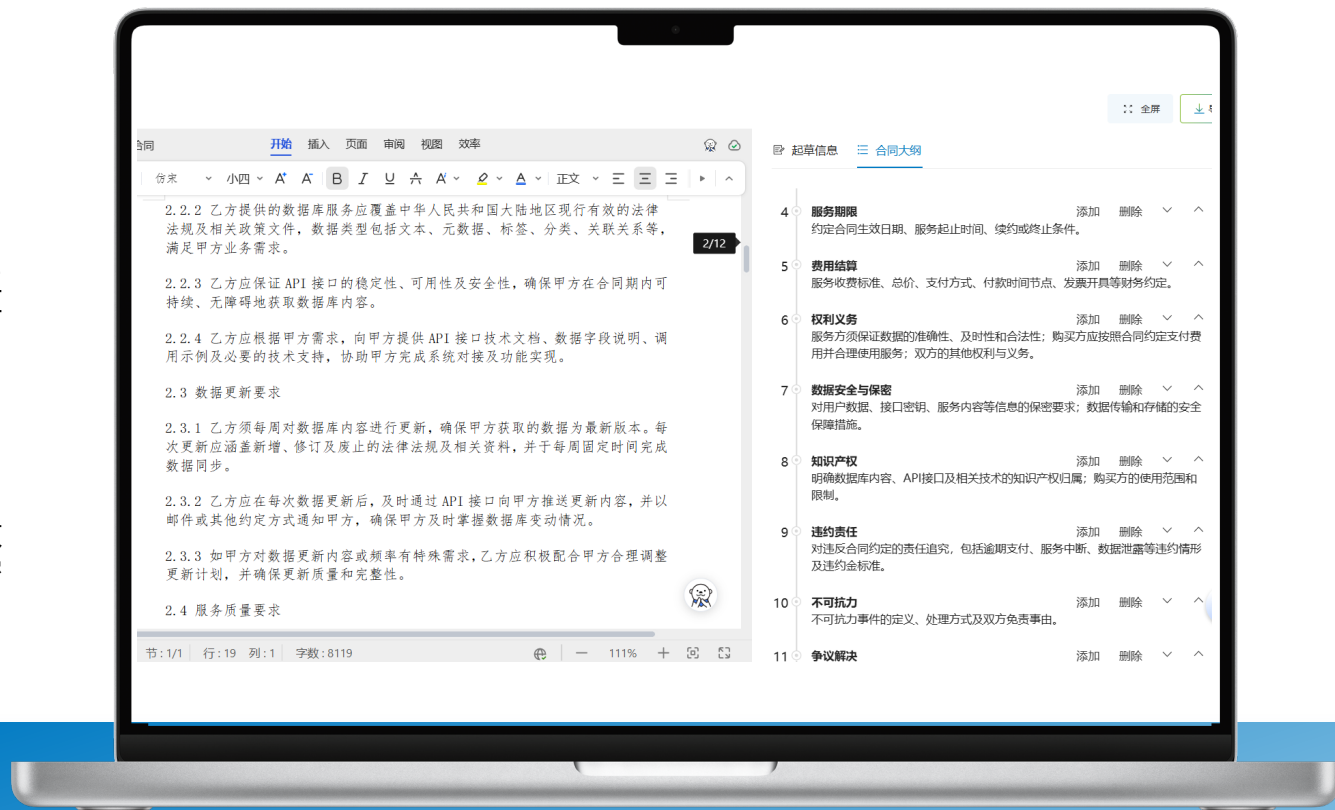 全屏
合同
开始 插入 页面 审阅 视图 效率
仿宋 小四 A+ A- B I U A A 正文
2.2.2 乙方提供的数据库服务应覆盖中华人民共和国大陆地区现行有效的法律
法规及相关政策文件，数据类型包括文本、元数据、标签、分类、关联关系等，
满足甲方业务需求。
2/12
2.2.3 乙方应保证 API 接口的稳定性、可用性及安全性，确保甲方在合同期内可
持续、无障碍地获取数据库内容。
2.2.4 乙方应根据甲方需求，向甲方提供 API 接口技术文档、数据字段说明、调
用示例及必要的技术支持，协助甲方完成系统对接及功能实现。
2.3 数据更新要求
2.3.1 乙方须每周对数据库内容进行更新，确保甲方获取的数据为最新版本。每
次更新应涵盖新增、修订及废止的法律法规及相关资料，并于每周固定时间完成
数据同步。
2.3.2 乙方应在每次数据更新后，及时通过 API 接口向甲方推送更新内容，并以
邮件或其他约定方式通知甲方，确保甲方及时掌握数据库变动情况。
2.3.3 如甲方对数据更新内容或频率有特殊需求，乙方应积极配合甲方合理调整
更新计划，并确保更新质量和完整性。
2.4 服务质量要求
节：1/1 行：19 列：1 字数：8119 111%
起草信息 合同大纲
4 服务期限 添加 删除
约定合同生效日期、服务起止时间、续约或终止条件。
5 费用结算 添加 删除
服务收费标准、总价、支付方式、付款时间节点、发票开具等财务约定。
6 权利义务 添加 删除
服务方须保证数据的准确性、及时性和合法性；购买方应按照合同约定支付费
用并合理使用服务；双方的其他权利与义务。
7 数据安全与保密 添加 删除
对用户数据、接口密钥、服务内容等信息的保密要求；数据传输和存储的安全
保障措施。
8 知识产权 添加 删除
明确数据库内容、API接口及相关技术的知识产权归属；购买方的使用范围和
限制。
9 违约责任 添加 删除
对违反合同约定的责任追究，包括逾期支付、服务中断、数据泄露等违约情形
及违约金标准。
10 不可抗力 添加 删除
不可抗力事件的定义、处理方式及双方免责事由。
11 争议解决 添加 删除